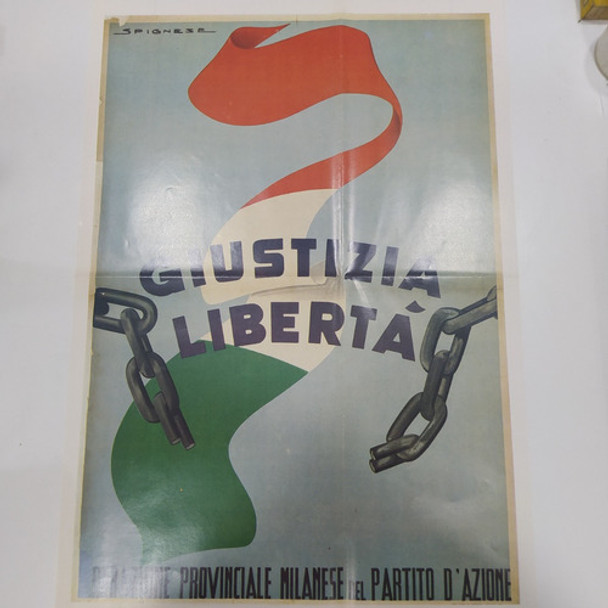 SPIGNESE
GIUSTIZIA
LIBERTÀ
PROVINCIALE MILANESE DEL PARTITO D'AZIONE